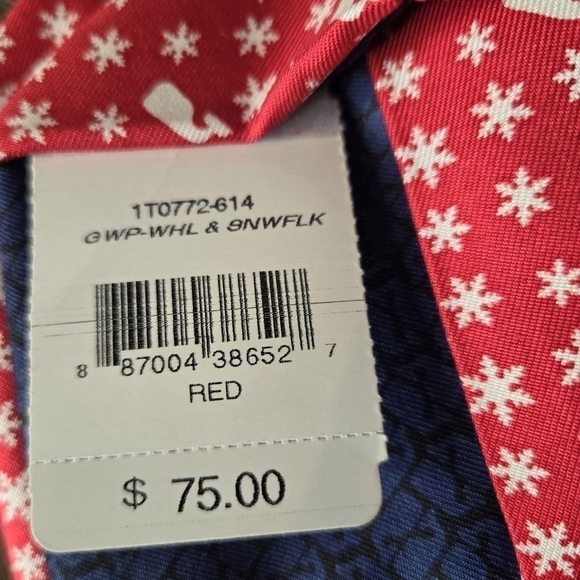 1T0772-614
GWP-WHL & SNWFLK
8 87004 38652 7
RED
$ 75.00